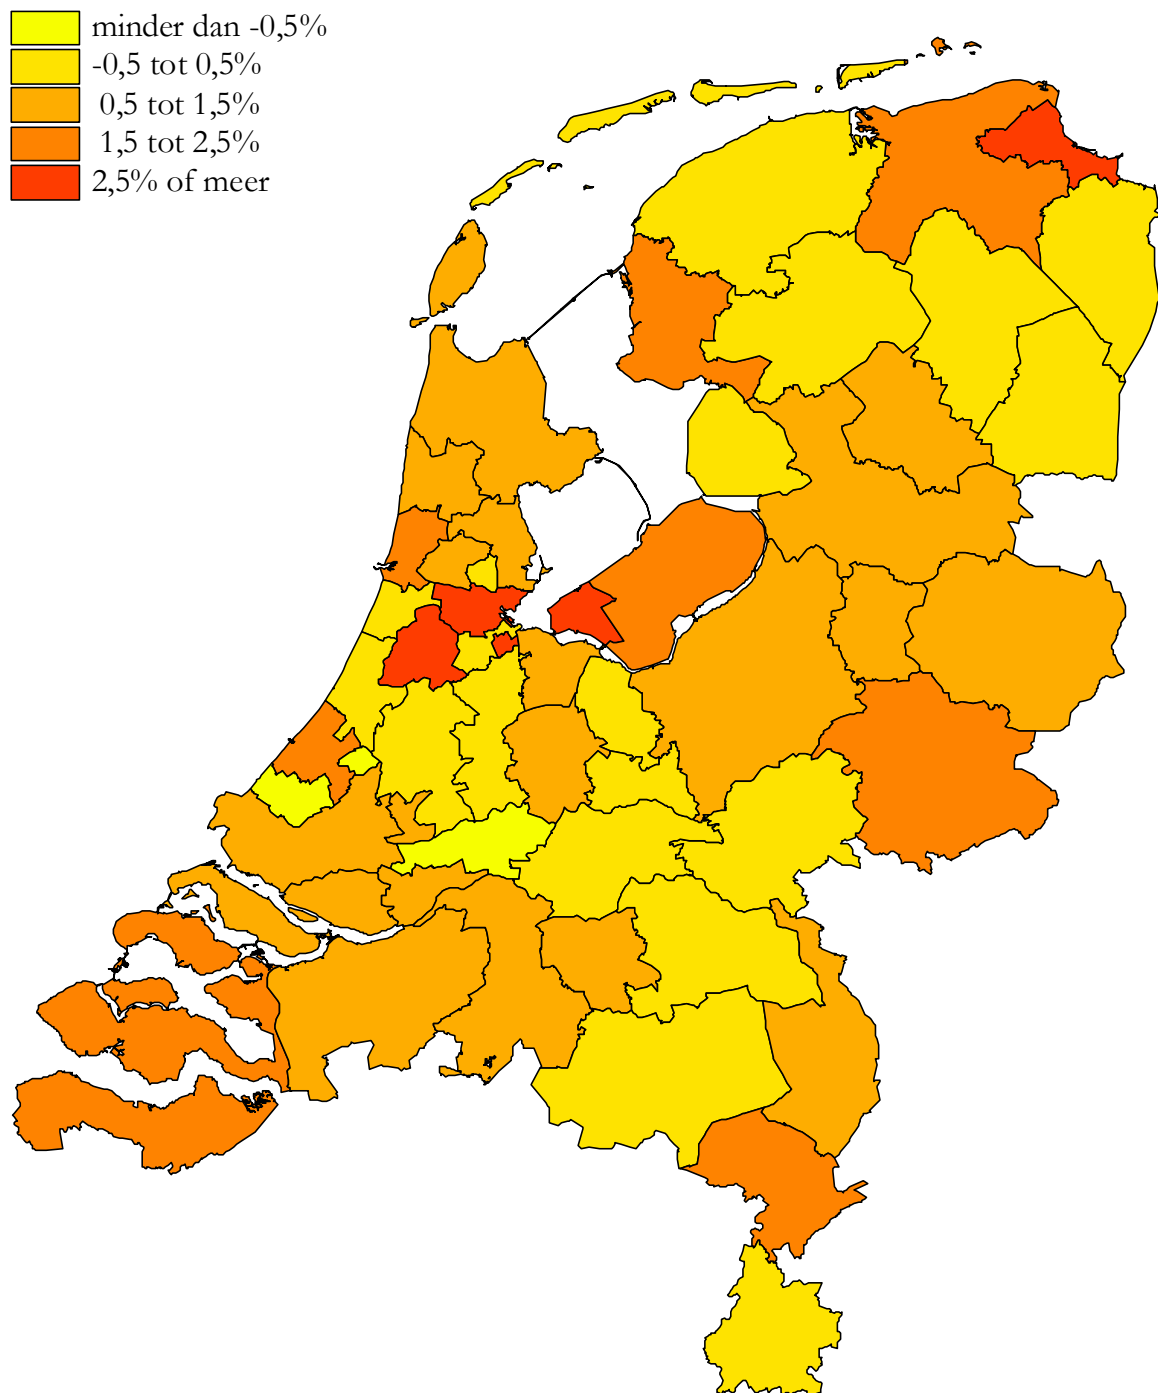 minder dan -0,5%
-0,5 tot 0,5%
0,5 tot 1,5%
1,5 tot 2,5%
2,5% of meer